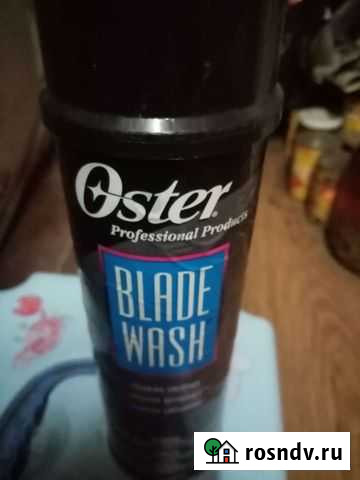 Oster
Professional Products
BLADE
WASH
rosndv.ru